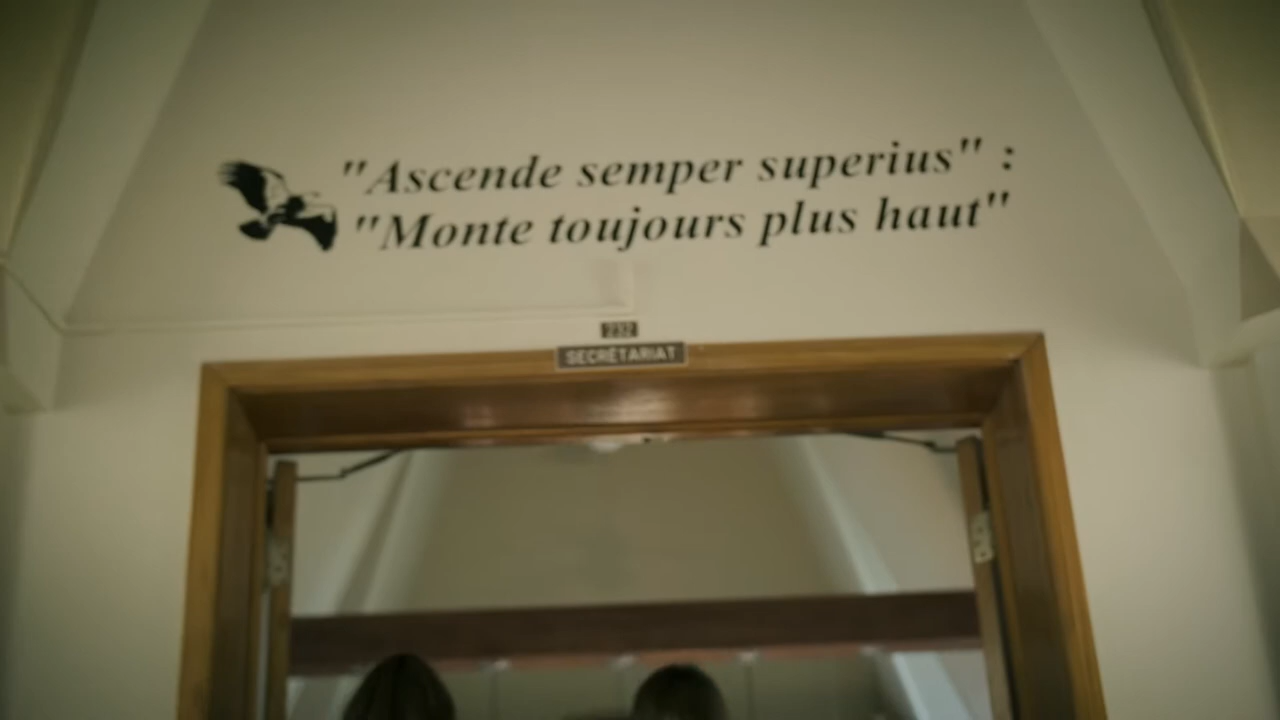 "Ascende semper superius" :
"Monte toujours plus haut"
232
SECRÉTARIAT